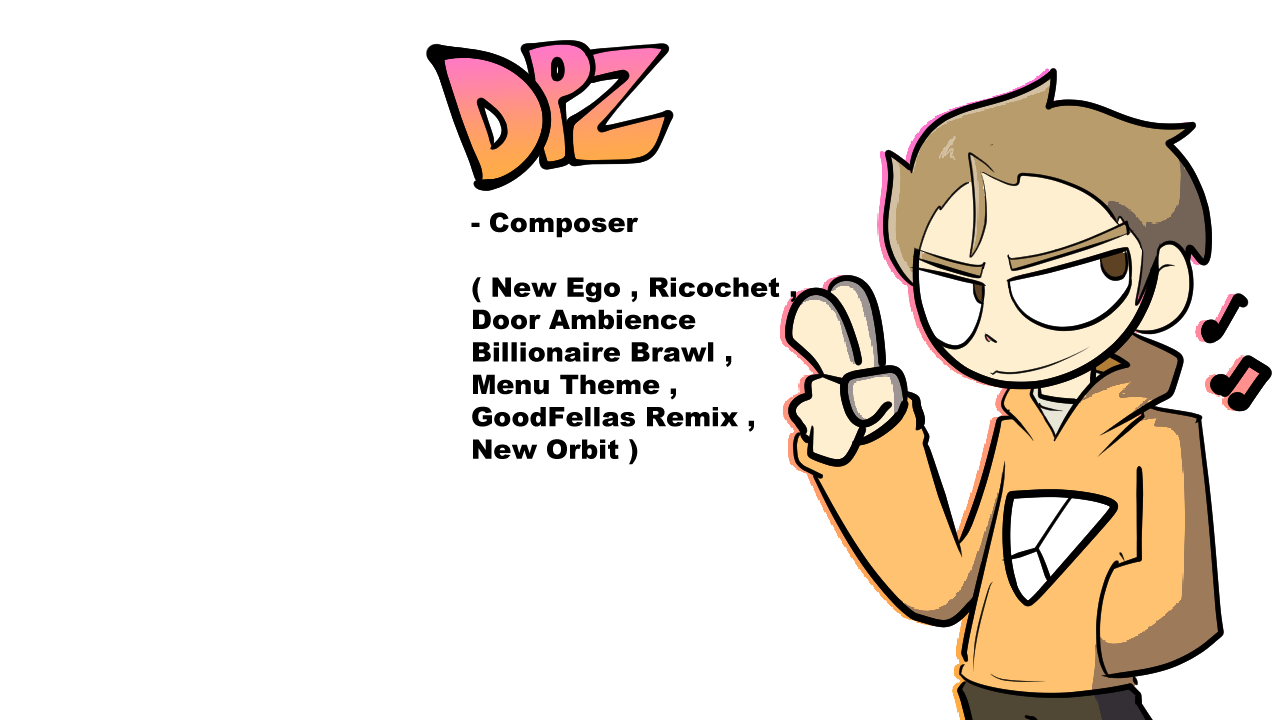 DPZ
- Composer
( New Ego , Ricochet ,
Door Ambience
Billionaire Brawl ,
Menu Theme ,
GoodFellas Remix ,
New Orbit )